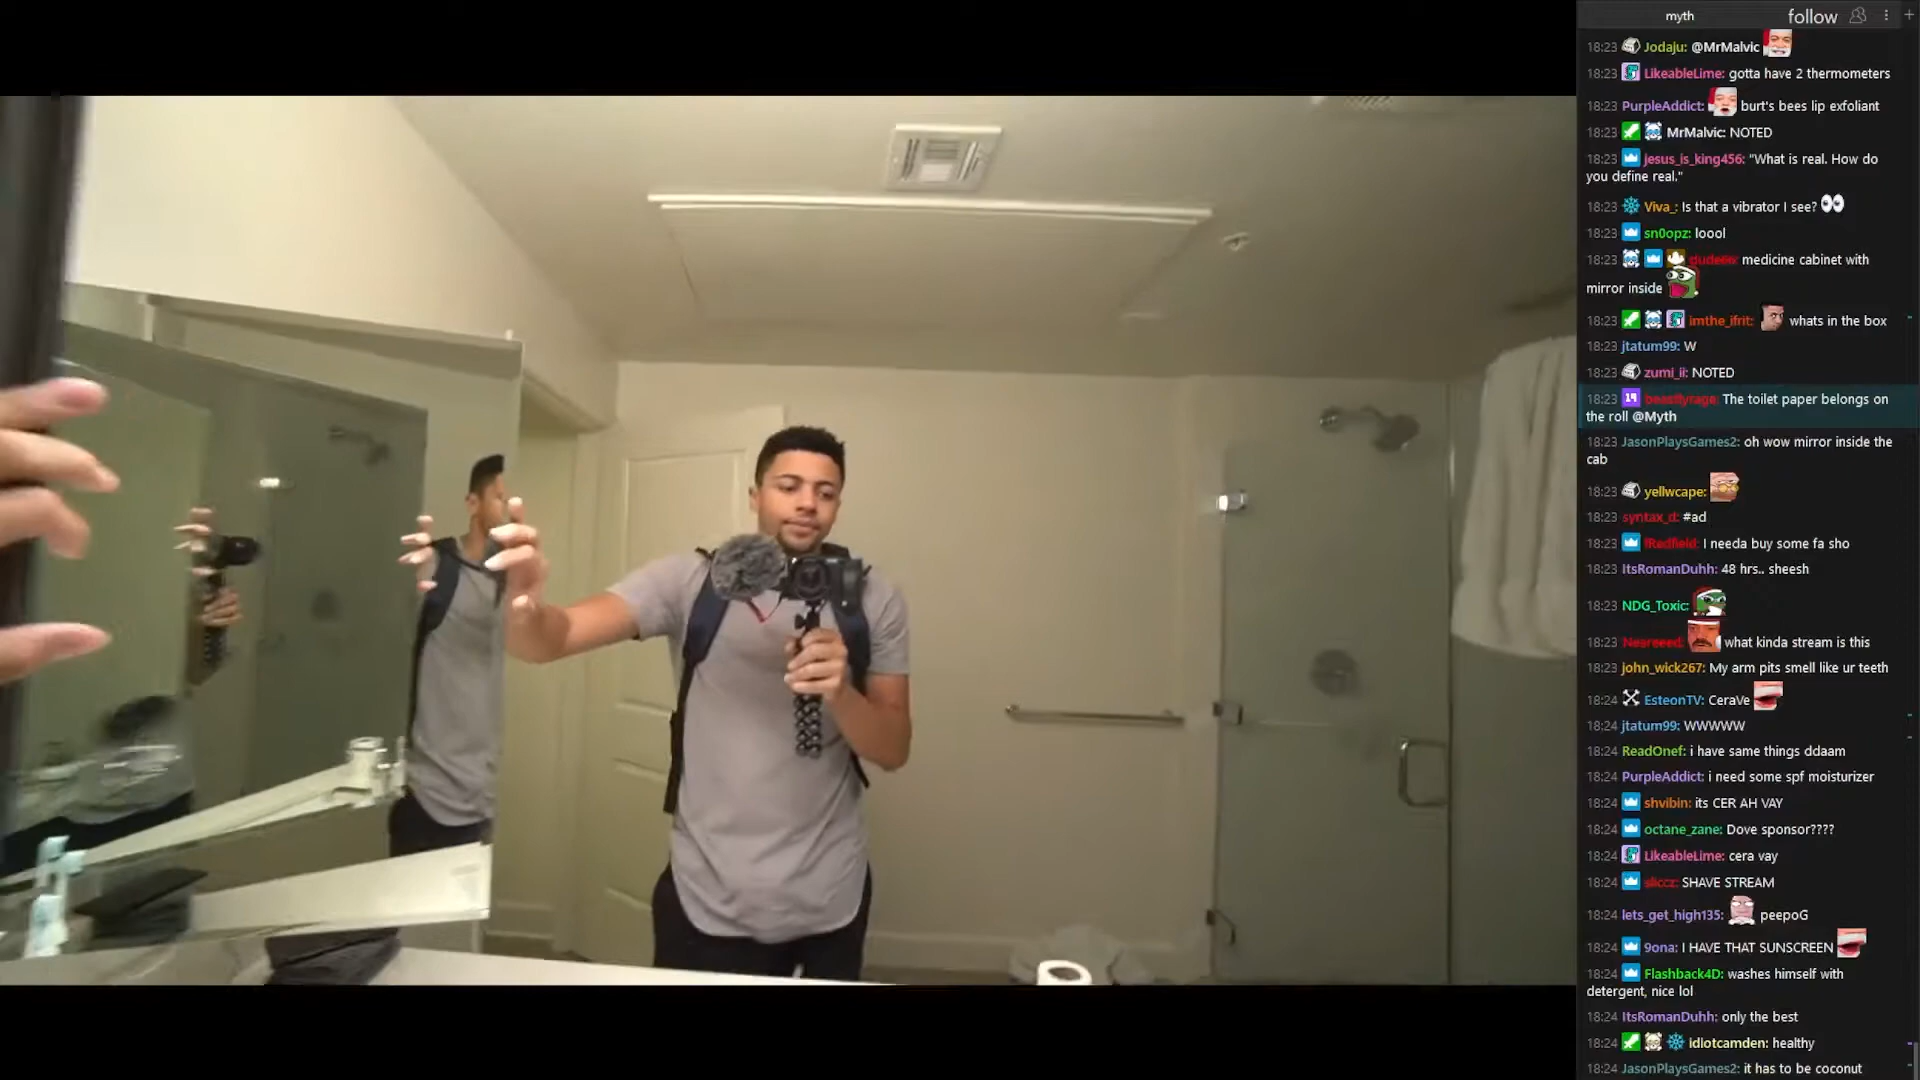 myth
follow
18:23 Jodaju: @MrMalvic
18:23 LikeableLime: gotta have 2 thermometers
18:23 PurpleAddict: burt's bees lip exfoliant
18:23 MrMalvic: NOTED
18:23 jesus_is_king456: "What is real. How do
you define real."
18:23 Viva_: Is that a vibrator I see?
18:23 sn0opz: loool
18:23 medicine cabinet with
mirror inside
18:23 imthe_ifrit: whats in the box
18:23 jtatum99: W
18:23 zumi_ii: NOTED
18:23 beastlyrage: The toilet paper belongs on
the roll @Myth
18:23 JasonPlaysGames2: oh wow mirror inside the
cab
18:23 yellwcape:
18:23 syntax_d: #ad
18:23 I needa buy some fa sho
18:23 ItsRomanDuhh: 48 hrs.. sheesh
18:23 NDG_Toxic:
18:23 what kinda stream is this
18:23 john_wick267: My arm pits smell like ur teeth
18:24 EsteonTV: CeraVe
18:24 jtatum99: WWWWW
18:24 ReadOnef: i have same things ddaam
18:24 PurpleAddict: i need some spf moisturizer
18:24 shvibin: its CER AH VAY
18:24 octane_zane: Dove sponsor????
18:24 LikeableLime: cera vay
18:24 sliccz: SHAVE STREAM
18:24 lets_get_high135: peepoG
18:24 9ona: I HAVE THAT SUNSCREEN
18:24 Flashback4D: washes himself with
detergent, nice lol
18:24 ItsRomanDuhh: only the best
18:24 idiotcamden: healthy
18:24 JasonPlaysGames2: it has to be coconut